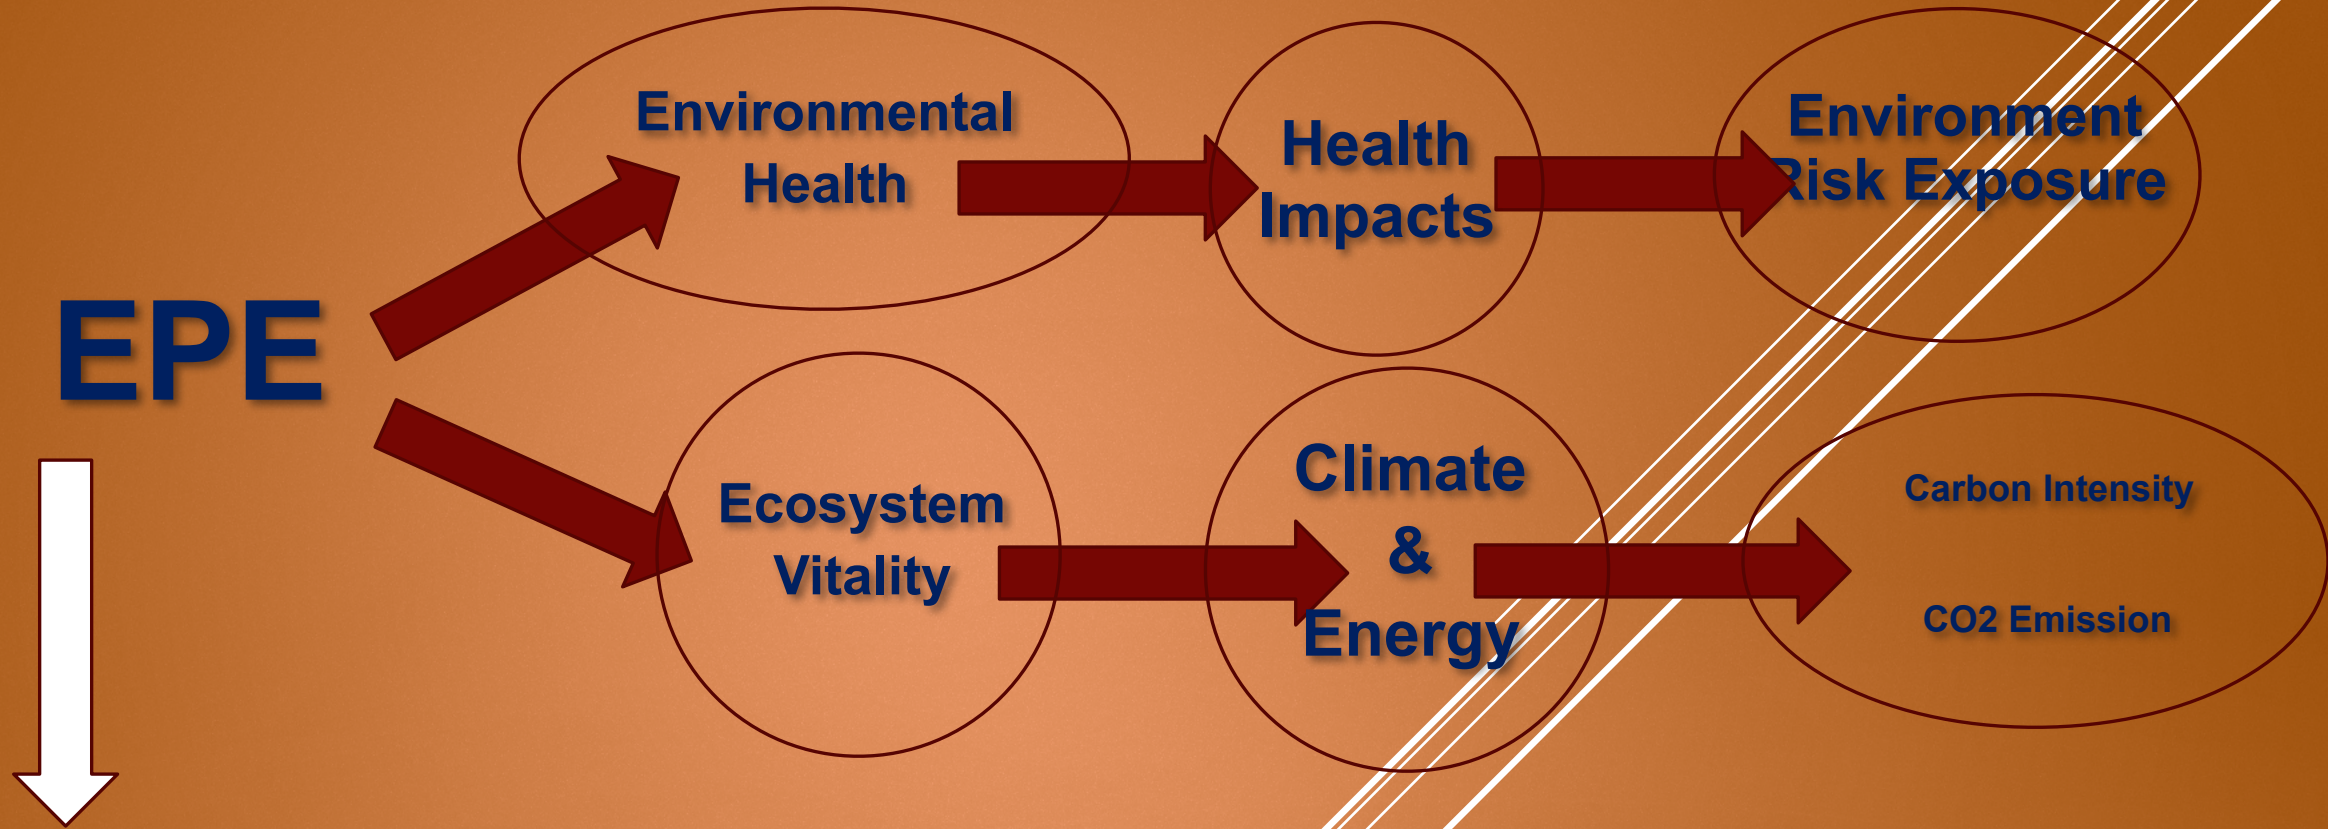 EPE
Environmental
Health
Health
Impacts
Environment
Risk Exposure
Ecosystem
Vitality
Climate
&
Energy
Carbon Intensity
CO2 Emission